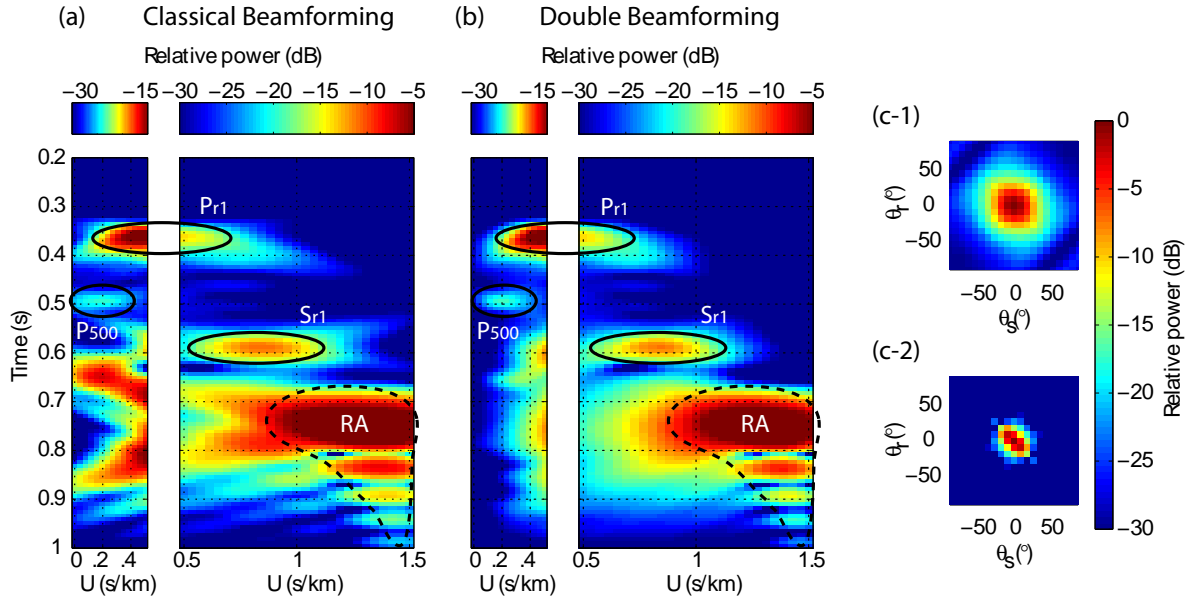 (a) Classical Beamforming
Relative power (dB)
−30 −15 −30 −25 −20 −15 −10 −5
Time (s)
0.2
0.3
0.4
0.5
0.6
0.7
0.8
0.9
1
Pr1
P500
Sr1
RA
0 .2 .4 0.5 1 1.5
U (s/km) U (s/km)
(b) Double Beamforming
Relative power (dB)
−30 −15 −30 −25 −20 −15 −10 −5
Pr1
P500
Sr1
RA
0 .2 .4 0.5 1 1.5
U (s/km) U (s/km)
(c-1)
θr(°)
50
0
−50
−50 0 50
θs(°)
(c-2)
θr(°)
50
0
−50
−50 0 50
θs(°)
0
−5
−10
−15
−20
−25
−30
Relative power (dB)